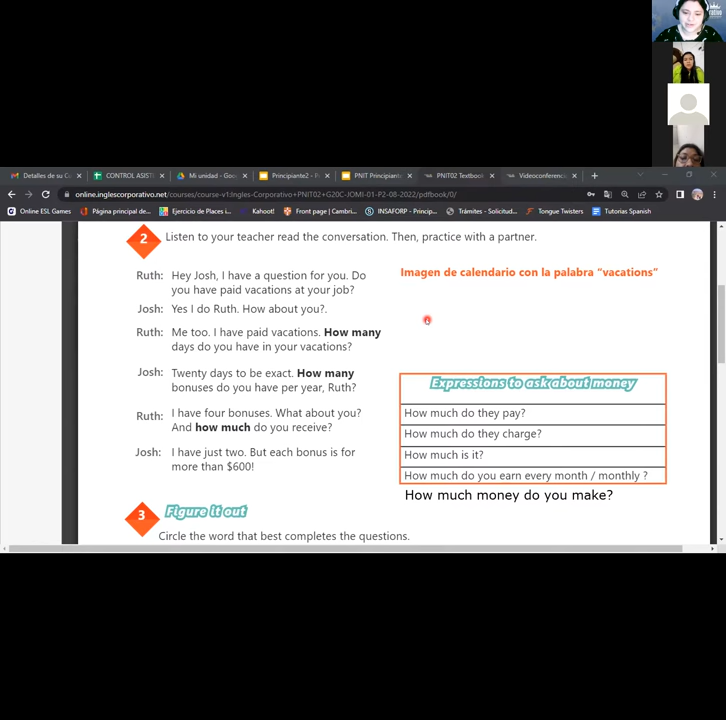 Detalles de su C
CONTROL ASIST
Mi unidad - Goo
Principiante2 - P
PNIT Principiante
PNIT02 Textbook
Videoconferenci
online.inglescorporativo.net/courses/course-v1:Ingles-Corporativo+PNIT02+G20C-JOMI-01-P2-08-2022/pdfbook/0/
Online ESL Games
Página principal de...
Ejercicio de Places i...
Kahoot!
Front page | Cambri...
INSAFORP - Princip...
Trámites - Solicitud...
Tongue Twisters
Tutorias Spanish
2
Listen to your teacher read the conversation. Then, practice with a partner.
Ruth: Hey Josh, I have a question for you. Do
you have paid vacations at your job?
Josh: Yes I do Ruth. How about you?.
Ruth: Me too. I have paid vacations. How many
days do you have in your vacations?
Josh: Twenty days to be exact. How many
bonuses do you have per year, Ruth?
Ruth: I have four bonuses. What about you?
And how much do you receive?
Josh: I have just two. But each bonus is for
more than $600!
Imagen de calendario con la palabra “vacations”
Expressions to ask about money
How much do they pay?
How much do they charge?
How much is it?
How much do you earn every month / monthly ?
How much money do you make?
3
Figure it out
Circle the word that best completes the questions.